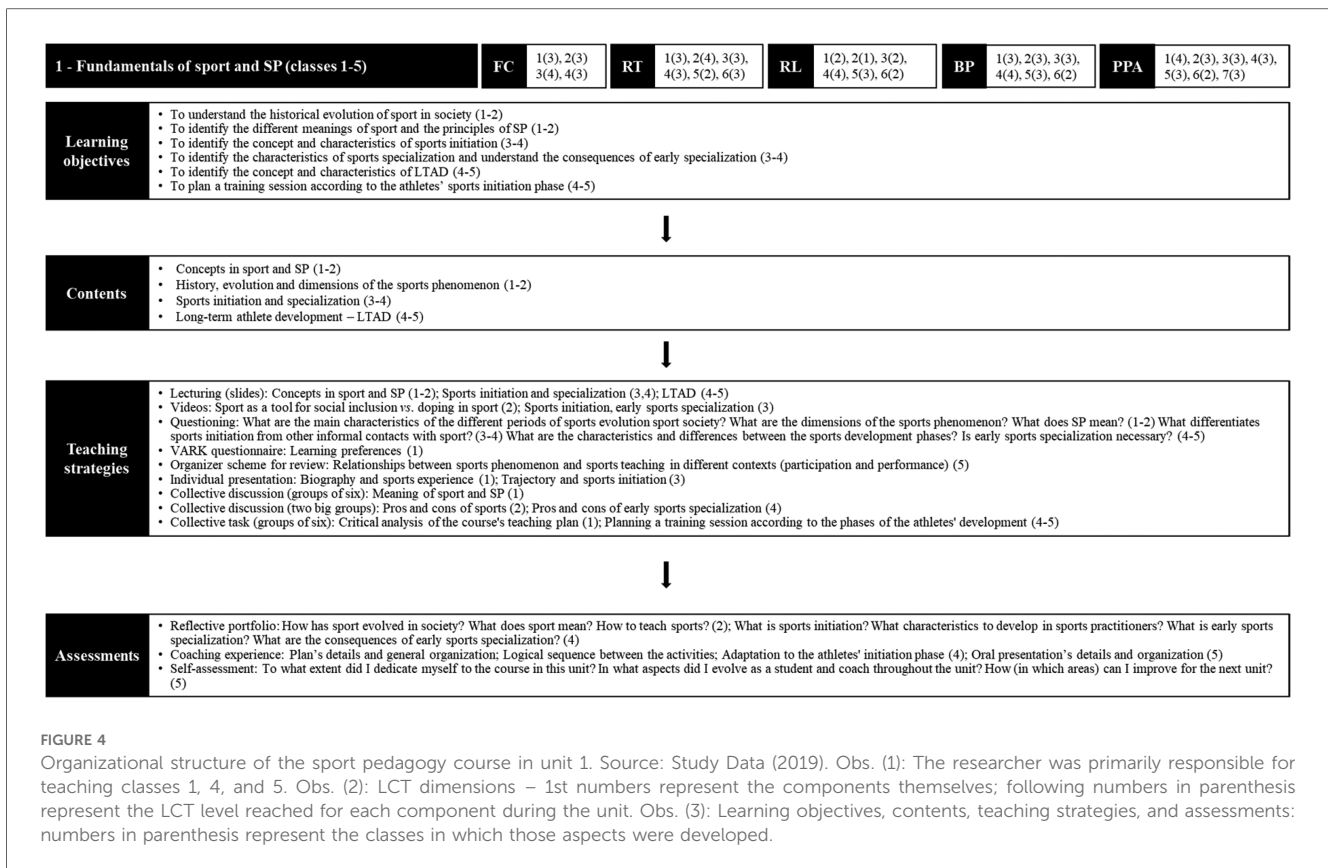 1 - Fundamentals of sport and SP (classes 1-5)
FC
1(3), 2(3)
3(4), 4(3)
RT
1(3), 2(4), 3(3),
4(3), 5(2), 6(3)
RL
1(2), 2(1), 3(2),
4(4), 5(3), 6(2)
BP
1(3), 2(3), 3(3),
4(4), 5(3), 6(2)
PPA
1(4), 2(3), 3(3), 4(3),
5(3), 6(2), 7(3)
Learning
objectives
• To understand the historical evolution of sport in society (1-2)
• To identify the different meanings of sport and the principles of SP (1-2)
• To identify the concept and characteristics of sports initiation (3-4)
• To identify the characteristics of sports specialization and understand the consequences of early specialization (3-4)
• To identify the concept and characteristics of LTAD (4-5)
• To plan a training session according to the athletes' sports initiation phase (4-5)
Contents
• Concepts in sport and SP (1-2)
• History, evolution and dimensions of the sports phenomenon (1-2)
• Sports initiation and specialization (3-4)
• Long-term athlete development – LTAD (4-5)
Teaching
strategies
• Lecturing (slides): Concepts in sport and SP (1-2); Sports initiation and specialization (3,4); LTAD (4-5)
• Videos: Sport as a tool for social inclusion vs. doping in sport (2); Sports initiation, early sports specialization (3)
• Questioning: What are the main characteristics of the different periods of sports evolution sport society? What are the dimensions of the sports phenomenon? What does SP mean? (1-2) What differentiates
sports initiation from other informal contacts with sport? (3-4) What are the characteristics and differences between the sports development phases? Is early sports specialization necessary? (4-5)
• VARK questionnaire: Learning preferences (1)
• Organizer scheme for review: Relationships between sports phenomenon and sports teaching in different contexts (participation and performance) (5)
• Individual presentation: Biography and sports experience (1); Trajectory and sports initiation (3)
• Collective discussion (groups of six): Meaning of sport and SP (1)
• Collective discussion (two big groups): Pros and cons of sports (2); Pros and cons of early sports specialization (4)
• Collective task (groups of six): Critical analysis of the course's teaching plan (1); Planning a training session according to the phases of the athletes' development (4-5)
Assessments
• Reflective portfolio: How has sport evolved in society? What does sport mean? How to teach sports? (2); What is sports initiation? What characteristics to develop in sports practitioners? What is early sports
specialization? What are the consequences of early sports specialization? (4)
• Coaching experience: Plan's details and general organization; Logical sequence between the activities; Adaptation to the athletes' initiation phase (4); Oral presentation's details and organization (5)
• Self-assessment: To what extent did I dedicate myself to the course in this unit? In what aspects did I evolve as a student and coach throughout the unit? How (in which areas) can I improve for the next unit?
(5)
FIGURE 4
Organizational structure of the sport pedagogy course in unit 1. Source: Study Data (2019). Obs. (1): The researcher was primarily responsible for
teaching classes 1, 4, and 5. Obs. (2): LCT dimensions – 1st numbers represent the components themselves; following numbers in parenthesis
represent the LCT level reached for each component during the unit. Obs. (3): Learning objectives, contents, teaching strategies, and assessments:
numbers in parenthesis represent the classes in which those aspects were developed.